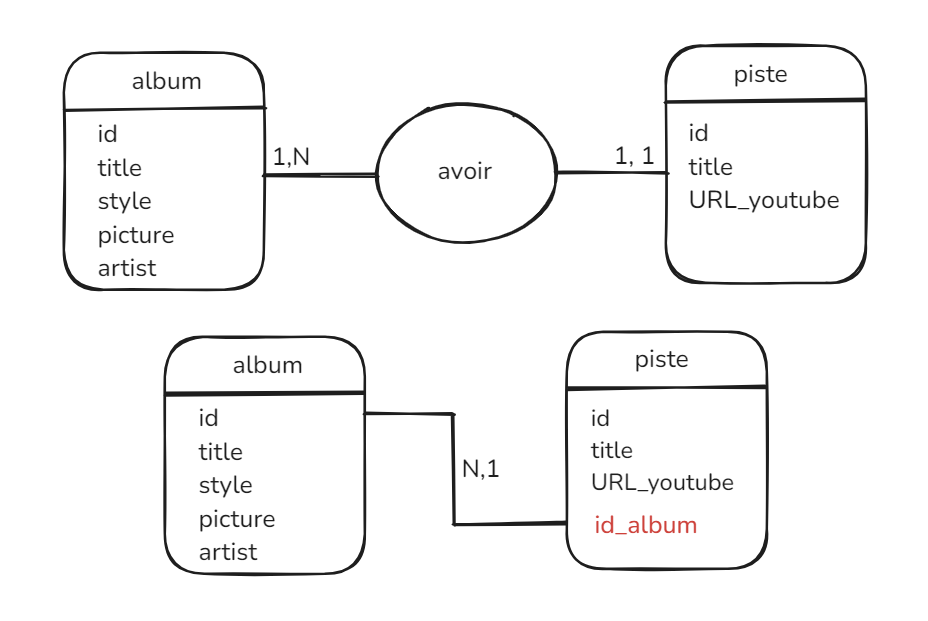 album
id
title
style
picture
artist
1,N
avoir
1, 1
piste
id
title
URL_youtube
album
id
title
style
picture
artist
N,1
piste
id
title
URL_youtube
id_album